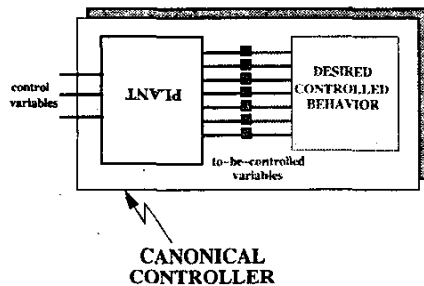 control
variables
PLANT
DESIRED
CONTROLLED
BEHAVIOR
to-be-controlled
variables
CANONICAL
CONTROLLER